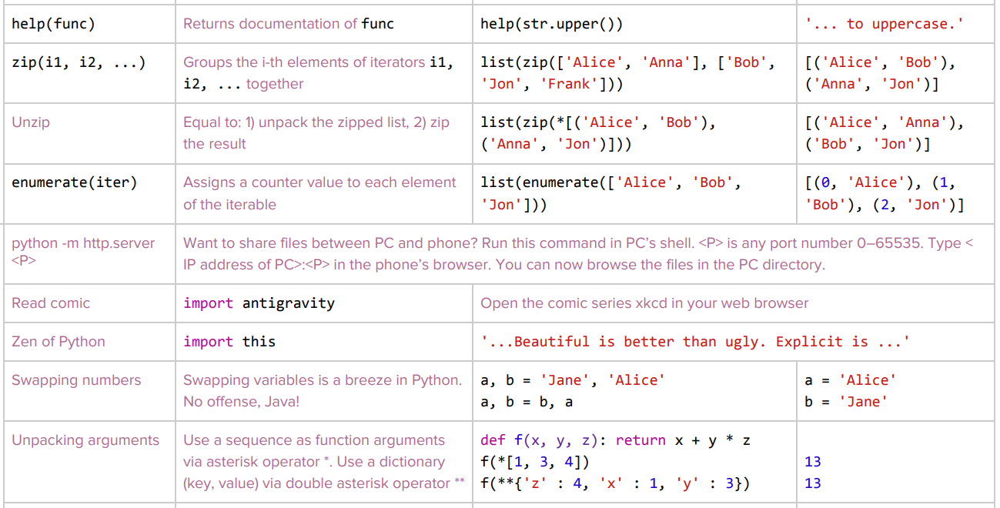 help(func)
Returns documentation of func
help(str.upper())
'... to uppercase.'
zip(i1, i2, ...)
Groups the i-th elements of iterators i1,
i2, ... together
list(zip(['Alice', 'Anna'], ['Bob',
'Jon', 'Frank']))
[('Alice', 'Bob'),
('Anna', 'Jon')]
Unzip
Equal to: 1) unpack the zipped list, 2) zip
the result
list(zip(*[('Alice', 'Bob'),
('Anna', 'Jon')]))
[('Alice', 'Anna'),
('Bob', 'Jon')]
enumerate(iter)
Assigns a counter value to each element
of the iterable
list(enumerate(['Alice', 'Bob',
'Jon']))
[(0, 'Alice'), (1,
'Bob'), (2, 'Jon')]
python -m http.server
<P>
Want to share files between PC and phone? Run this command in PC's shell. <P> is any port number 0–65535. Type <
IP address of PC>:<P> in the phone's browser. You can now browse the files in the PC directory.
Read comic
import antigravity
Open the comic series xkcd in your web browser
Zen of Python
import this
'...Beautiful is better than ugly. Explicit is ...'
Swapping numbers
Swapping variables is a breeze in Python.
No offense, Java!
a, b = 'Jane', 'Alice'
a, b = b, a
a = 'Alice'
b = 'Jane'
Unpacking arguments
Use a sequence as function arguments
via asterisk operator *. Use a dictionary
(key, value) via double asterisk operator **
def f(x, y, z): return x + y * z
f(*[1, 3, 4])
f(**{'z' : 4, 'x' : 1, 'y' : 3})
13
13